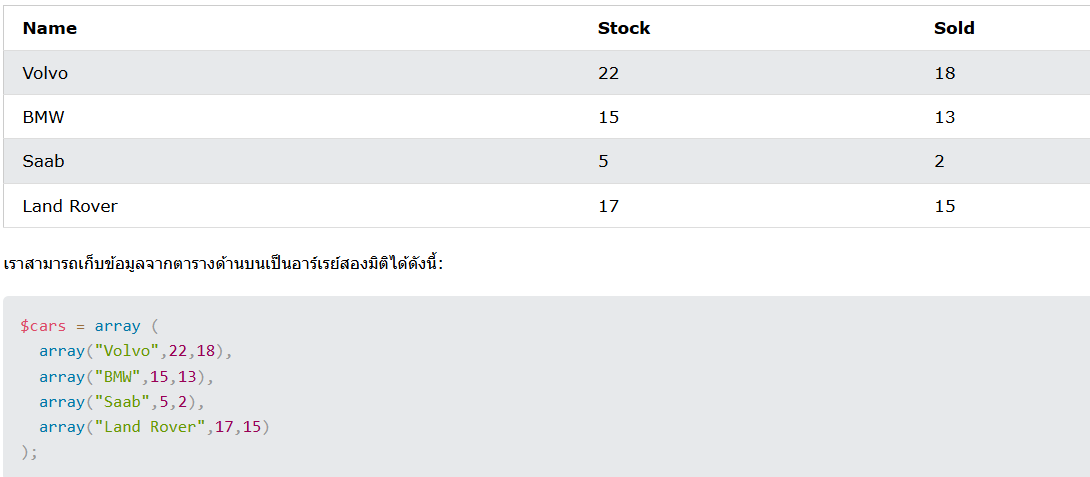 Name Stock Sold
Volvo 22 18
BMW 15 13
Saab 5 2
Land Rover 17 15
เราสามารถเก็บข้อมูลจากตารางด้านบนเป็นอาร์เรย์สองมิติได้ดังนี้:
$cars = array (
  array("Volvo",22,18),
  array("BMW",15,13),
  array("Saab",5,2),
  array("Land Rover",17,15)
);